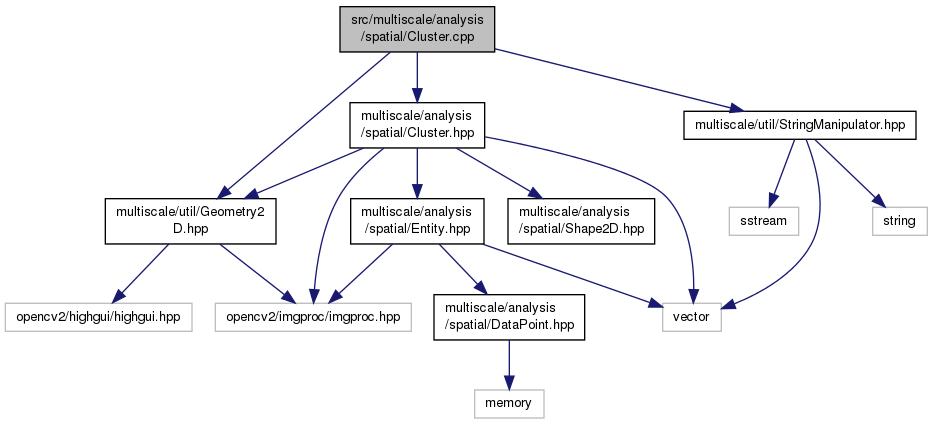 src/multiscale/analysis
/spatial/Cluster.cpp
multiscale/analysis
/spatial/Cluster.hpp
multiscale/util/StringManipulator.hpp
multiscale/util/Geometry2
D.hpp
multiscale/analysis
/spatial/Entity.hpp
multiscale/analysis
/spatial/Shape2D.hpp
sstream
string
opencv2/highgui/highgui.hpp
opencv2/imgproc/imgproc.hpp
multiscale/analysis
/spatial/DataPoint.hpp
vector
memory